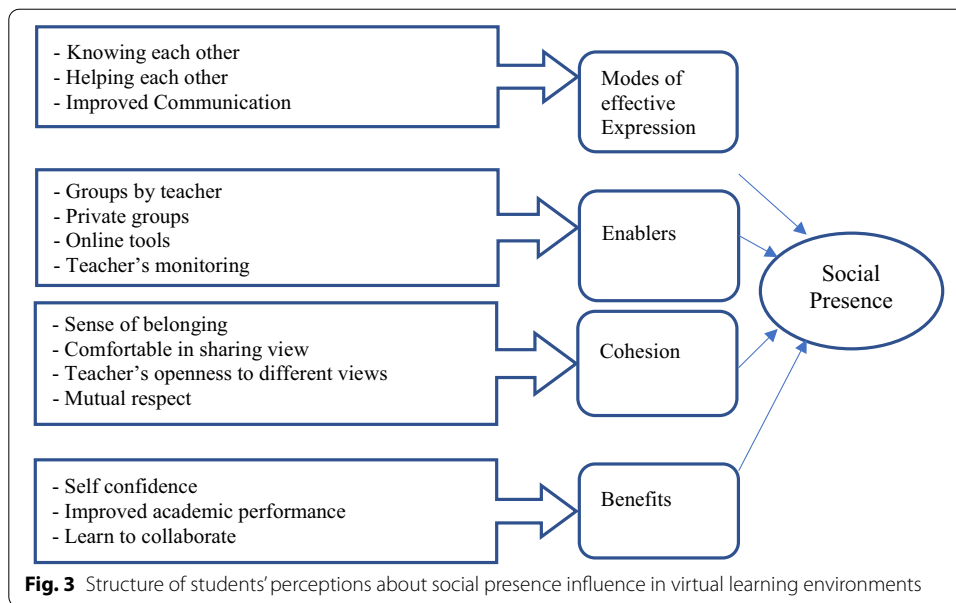 - Knowing each other
- Helping each other
- Improved Communication
Modes of
effective
Expression
- Groups by teacher
- Private groups
- Online tools
- Teacher's monitoring
Enablers
Social
Presence
- Sense of belonging
- Comfortable in sharing view
- Teacher's openness to different views
- Mutual respect
Cohesion
- Self confidence
- Improved academic performance
- Learn to collaborate
Benefits
Fig. 3 Structure of students' perceptions about social presence influence in virtual learning environments